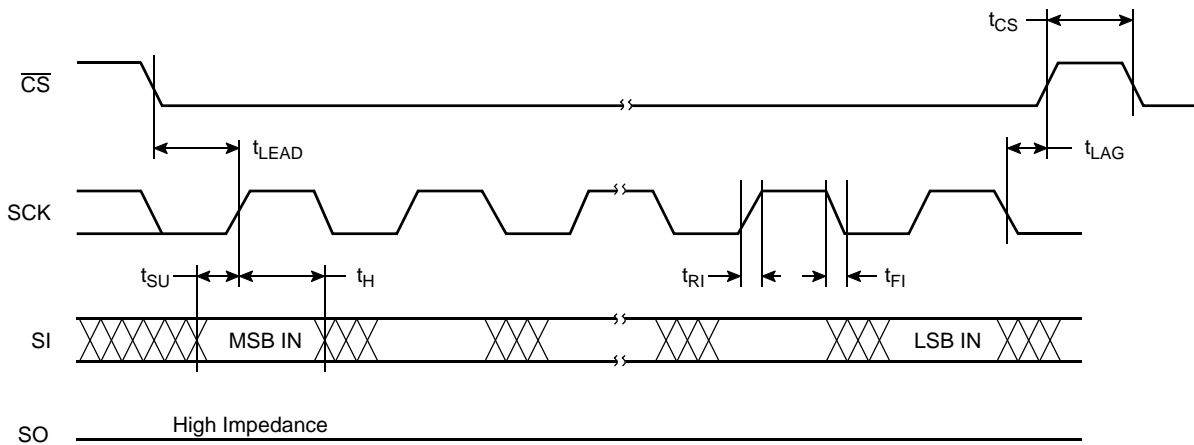 tCS
CS
tLEAD
tLAG
SCK
tSU
tH
tRI
tFI
SI
MSB IN
LSB IN
High Impedance
SO